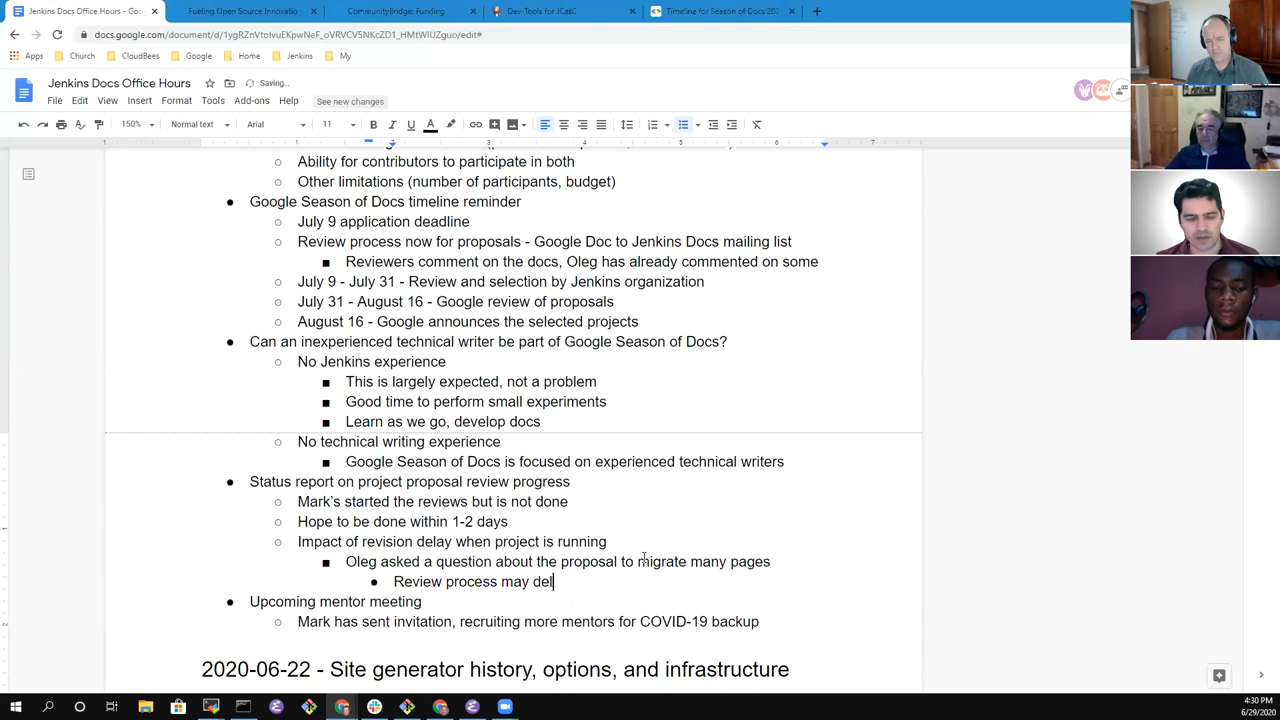 Jenkins Docs Office Hours - Goo
Fueling Open Source Innovation
CommunityBridge: Funding
Dev-Tools for JCasC
Timeline for Season of Docs 202
Apps
Church
CloudBees
Google
Home
Jenkins
My
Jenkins Docs Office Hours
Saving...
File Edit View Insert Format Tools Add-ons Help See new changes
150% Normal text Arial 11 B I U A
1 2 3 4 5 6 7
○ Ability for contributors to participate in both
○ Other limitations (number of participants, budget)
● Google Season of Docs timeline reminder
○ July 9 application deadline
○ Review process now for proposals - Google Doc to Jenkins Docs mailing list
■ Reviewers comment on the docs, Oleg has already commented on some
○ July 9 - July 31 - Review and selection by Jenkins organization
○ July 31 - August 16 - Google review of proposals
○ August 16 - Google announces the selected projects
● Can an inexperienced technical writer be part of Google Season of Docs?
○ No Jenkins experience
■ This is largely expected, not a problem
■ Good time to perform small experiments
■ Learn as we go, develop docs
○ No technical writing experience
■ Google Season of Docs is focused on experienced technical writers
● Status report on project proposal review progress
○ Mark's started the reviews but is not done
○ Hope to be done within 1-2 days
○ Impact of revision delay when project is running
■ Oleg asked a question about the proposal to migrate many pages
● Review process may del
● Upcoming mentor meeting
○ Mark has sent invitation, recruiting more mentors for COVID-19 backup
2020-06-22 - Site generator history, options, and infrastructure
4:30 PM
6/29/2020